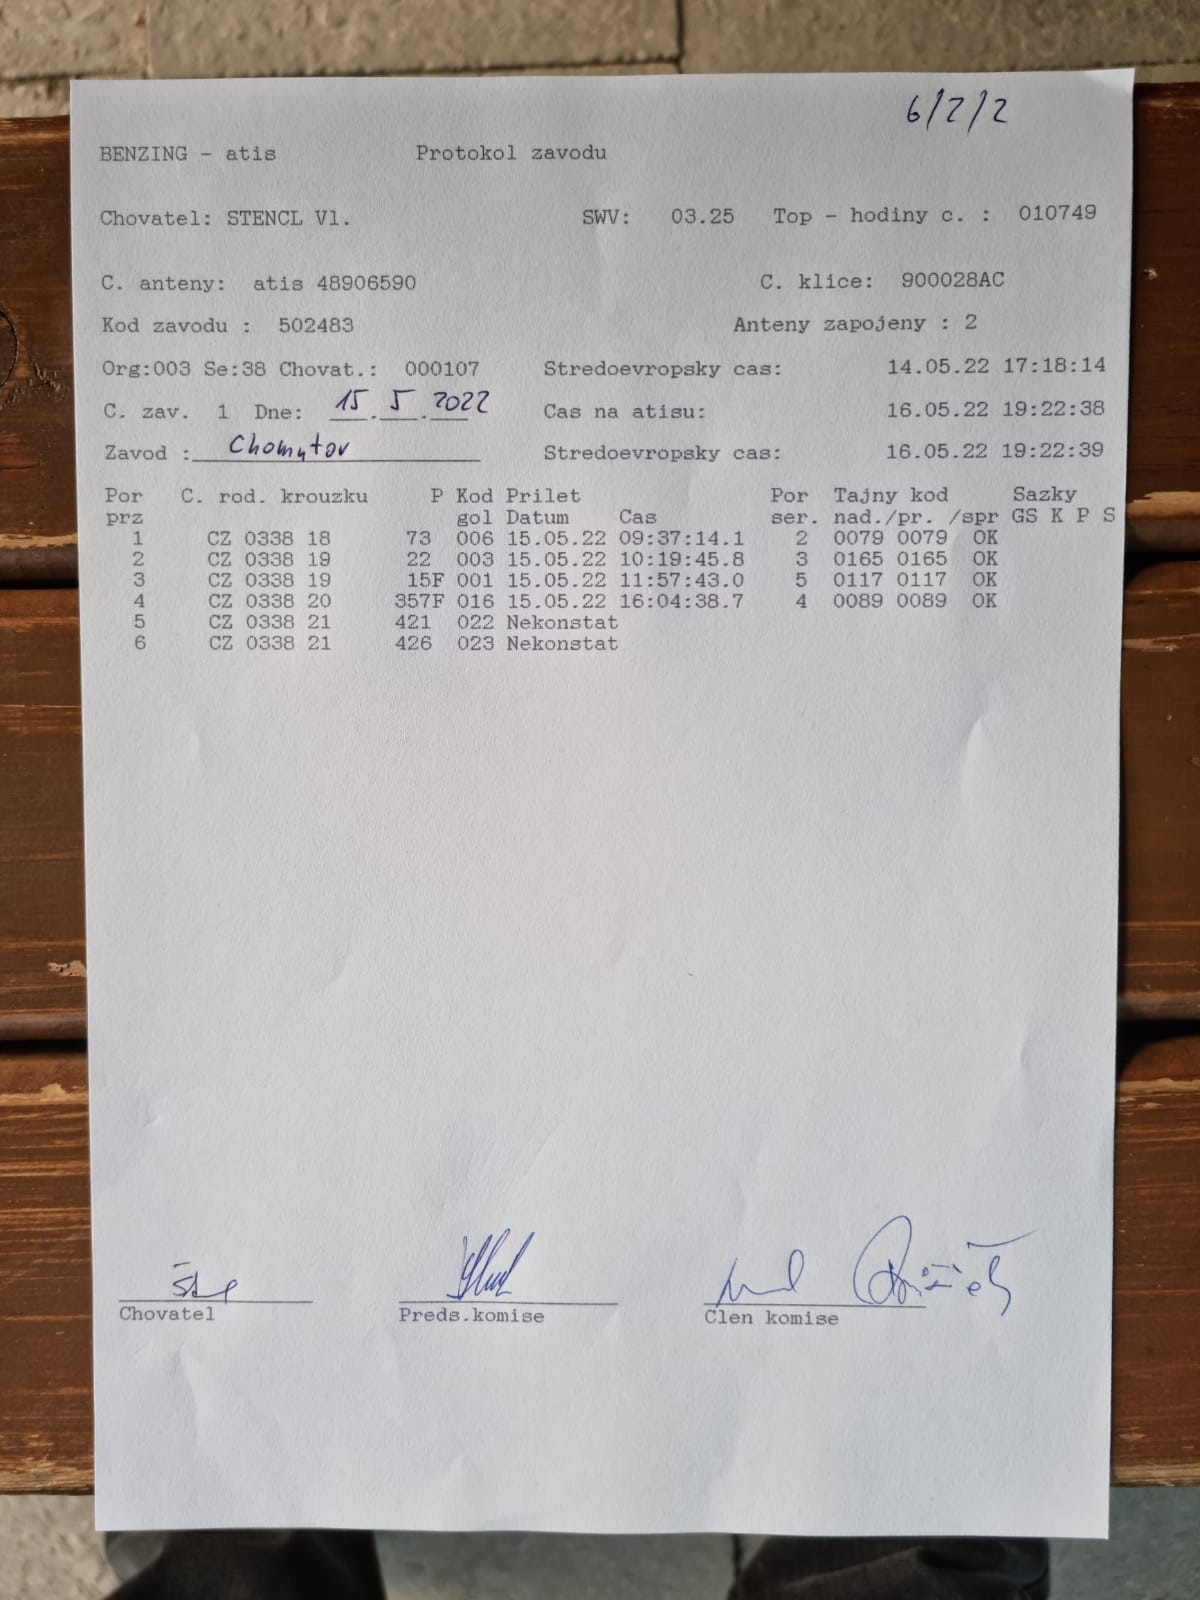 6/2/2
BENZING - atis Protokol zavodu
Chovatel: STENCL Vl. SWV: 03.25 Top - hodiny c. : 010749
C. anteny: atis 48906590 C. klice: 900028AC
Kod zavodu : 502483 Anteny zapojeny : 2
Org:003 Se:38 Chovat.: 000107 Stredoevropsky cas: 14.05.22 17:18:14
C. zav. 1 Dne: 15.5.2022 Cas na atisu: 16.05.22 19:22:38
Zavod : Chomutov Stredoevropsky cas: 16.05.22 19:22:39
Por C. rod. krouzku P Kod Prilet Por Tajny kod Sazky
prz gol Datum Cas ser. nad./pr. /spr GS K P S
1 CZ 0338 18 73 006 15.05.22 09:37:14.1 2 0079 0079 OK
2 CZ 0338 19 22 003 15.05.22 10:19:45.8 3 0165 0165 OK
3 CZ 0338 19 15F 001 15.05.22 11:57:43.0 5 0117 0117 OK
4 CZ 0338 20 357F 016 15.05.22 16:04:38.7 4 0089 0089 OK
5 CZ 0338 21 421 022 Nekonstat
6 CZ 0338 21 426 023 Nekonstat
Chovatel Preds.komise Clen komise